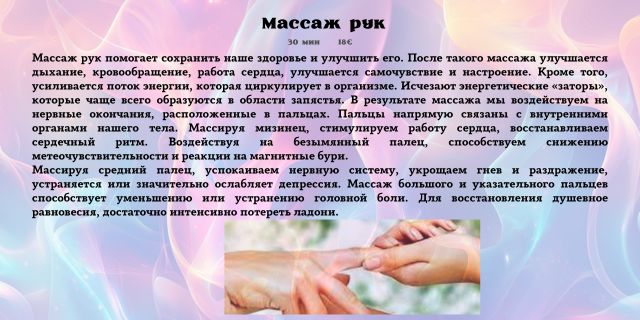 Массаж рук
30 мин 18€
Массаж рук помогает сохранить наше здоровье и улучшить его. После такого массажа улучшается
дыхание, кровообращение, работа сердца, улучшается самочувствие и настроение. Кроме того,
усиливается поток энергии, которая циркулирует в организме. Исчезают энергетические «заторы»,
которые чаще всего образуются в области запястья. В результате массажа мы воздействуем на
нервные окончания, расположенные в пальцах. Пальцы напрямую связаны с внутренними
органами нашего тела. Массируя мизинец, стимулируем работу сердца, восстанавливаем
сердечный ритм. Воздействуя на безымянный палец, способствуем снижению
метеочувствительности и реакции на магнитные бури.
Массируя средний палец, успокаиваем нервную систему, укрощаем гнев и раздражение,
устраняется или значительно ослабляет депрессия. Массаж большого и указательного пальцев
способствует уменьшению или устранению головной боли. Для восстановления душевное
равновесия, достаточно интенсивно потереть ладони.